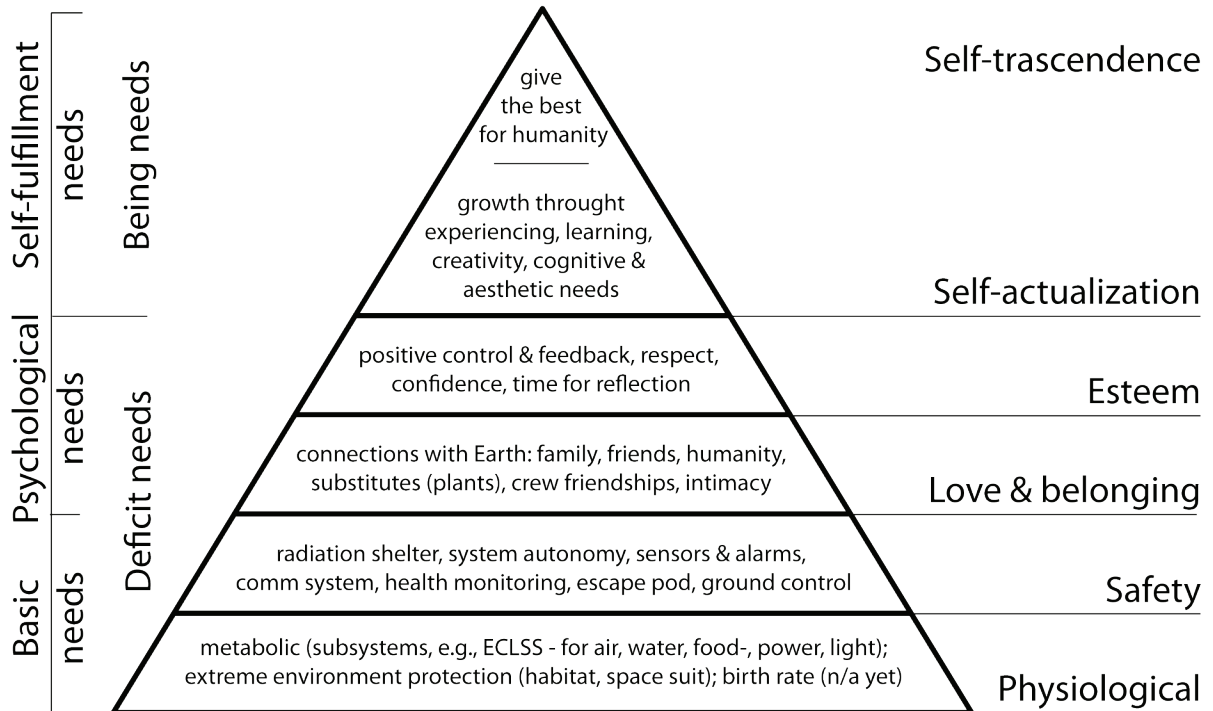 Self-trascendence
give
the best
for humanity
growth throught
experiencing, learning,
creativity, cognitive &
aesthetic needs
Self-actualization
positive control & feedback, respect,
confidence, time for reflection
Esteem
connections with Earth: family, friends, humanity,
substitutes (plants), crew friendships, intimacy
Love & belonging
radiation shelter, system autonomy, sensors & alarms,
comm system, health monitoring, escape pod, ground control
Safety
metabolic (subsystems, e.g., ECLSS - for air, water, food-, power, light);
extreme environment protection (habitat, space suit); birth rate (n/a yet)
Physiological
Self-fulfillment
needs
Being needs
Psychological
needs
Deficit needs
Basic
needs